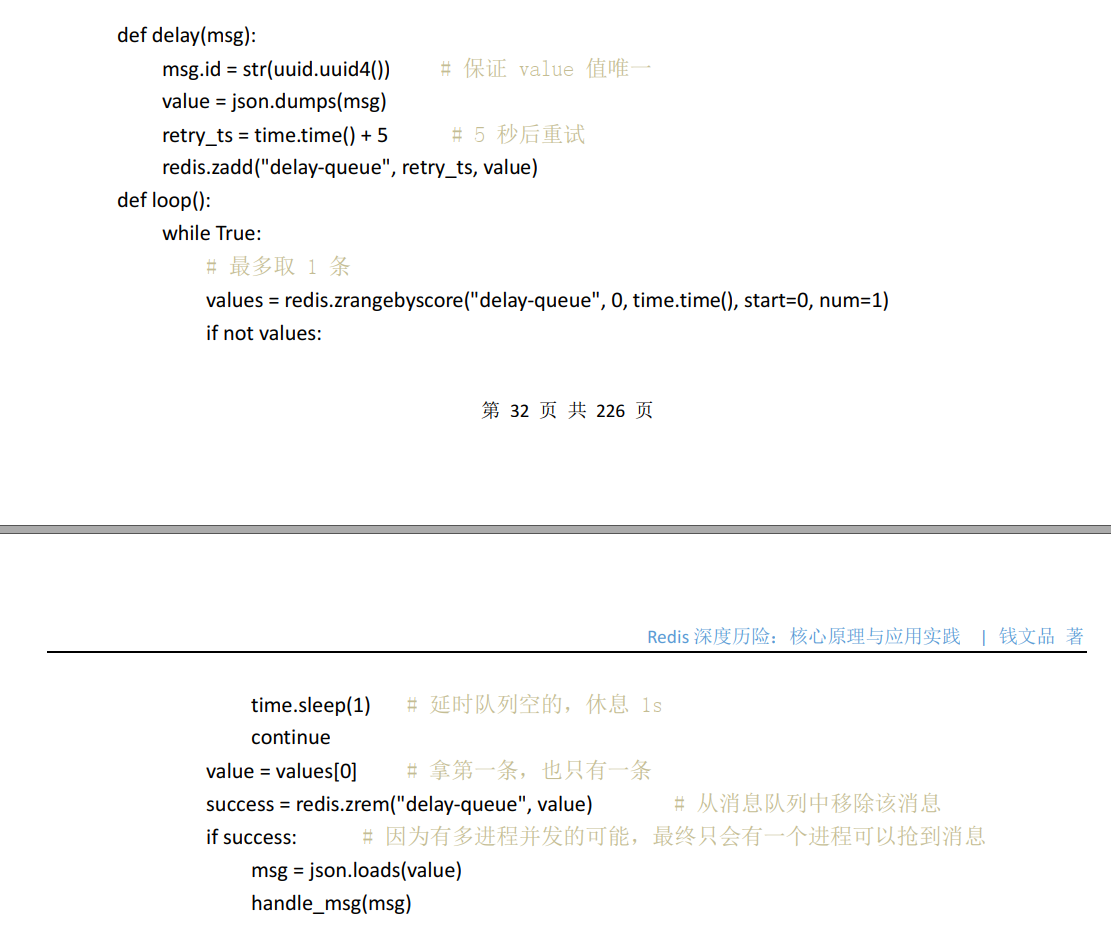 def delay(msg):
msg.id = str(uuid.uuid4()) # 保证 value 值唯一
value = json.dumps(msg)
retry_ts = time.time() + 5 # 5 秒后重试
redis.zadd("delay-queue", retry_ts, value)
def loop():
while True:
# 最多取 1 条
values = redis.zrangebyscore("delay-queue", 0, time.time(), start=0, num=1)
if not values:
第 32 页 共 226 页
Redis 深度历险：核心原理与应用实践 | 钱文品 著
time.sleep(1) # 延时队列空的，休息 1s
continue
value = values[0] # 拿第一条，也只有一条
success = redis.zrem("delay-queue", value) # 从消息队列中移除该消息
if success: # 因为有多进程并发的可能，最终只会有一个进程可以抢到消息
msg = json.loads(value)
handle_msg(msg)